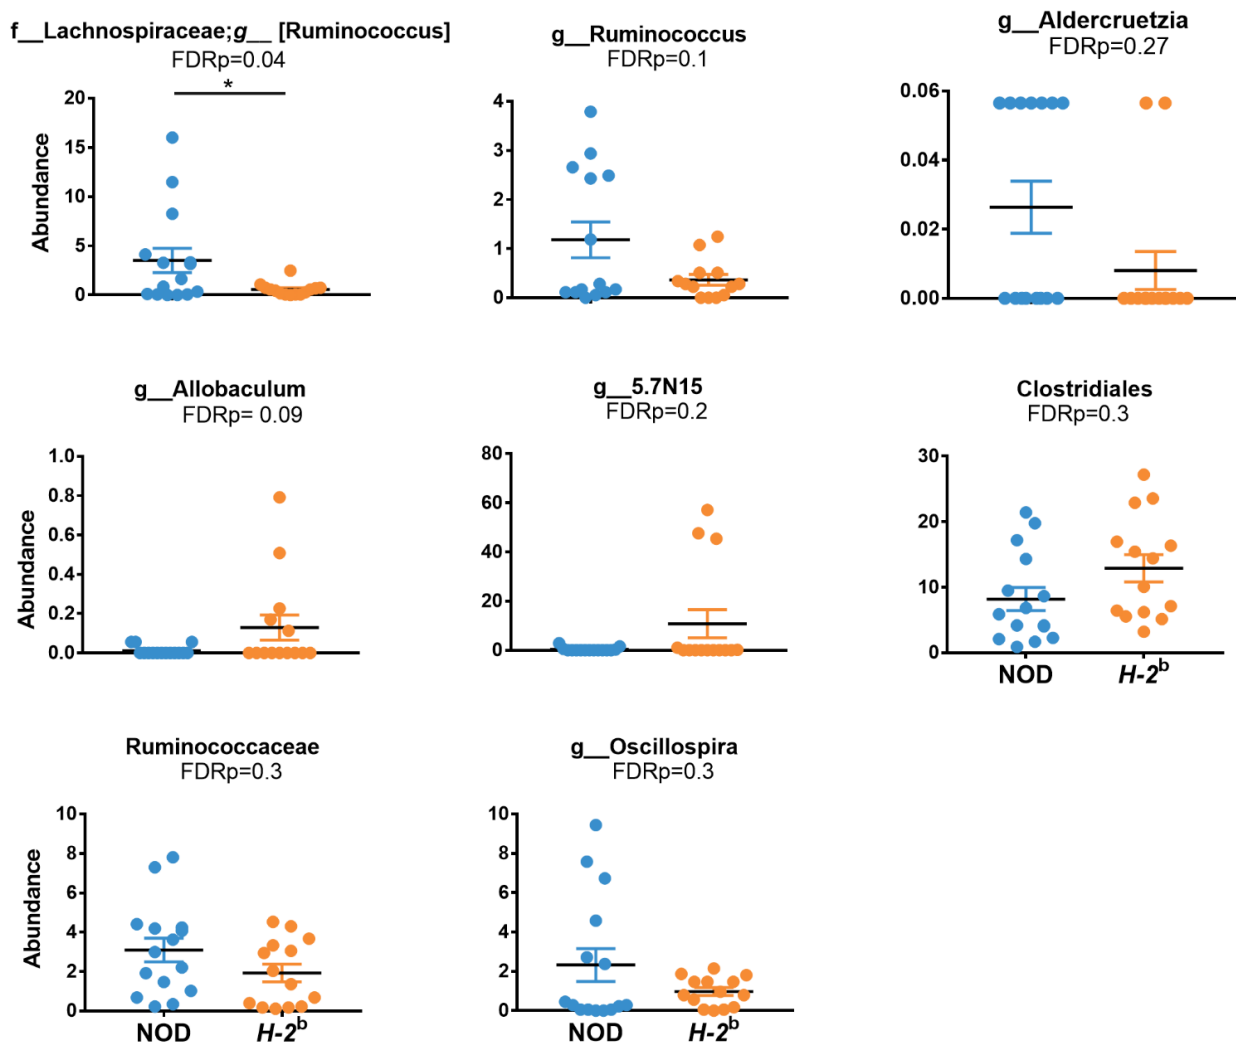 f__Lachnospiraceae;g__ [Ruminococcus]
FDRp=0.04
*
Abundance
20
15
10
5
0
g__Ruminococcus
FDRp=0.1
4
3
2
1
0
g__Aldercruetzia
FDRp=0.27
0.06
0.04
0.02
0.00
g__Allobaculum
FDRp= 0.09
Abundance
1.0
0.8
0.6
0.4
0.2
0.0
g__5.7N15
FDRp=0.2
80
60
40
20
0
Clostridiales
FDRp=0.3
30
20
10
0
NOD H-2b
Ruminococcaceae
FDRp=0.3
Abundance
10
8
6
4
2
0
NOD H-2b
g__Oscillospira
FDRp=0.3
10
8
6
4
2
0
NOD H-2b